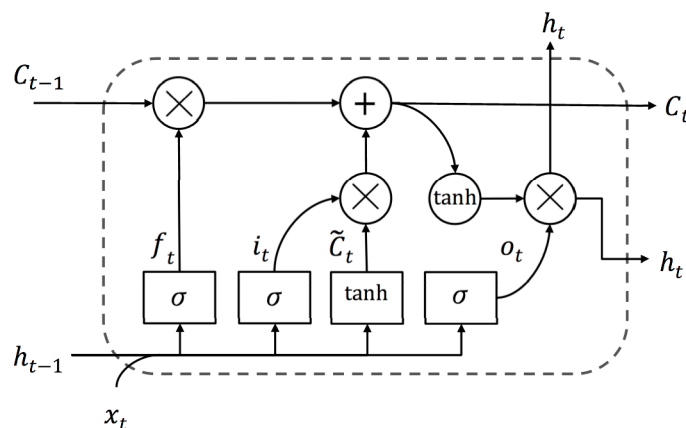 h_t
C_{t-1}
× +
C_t
tanh ×
f_t i_t C̃_t o_t
h_t
σ σ tanh σ
h_{t-1}
x_t